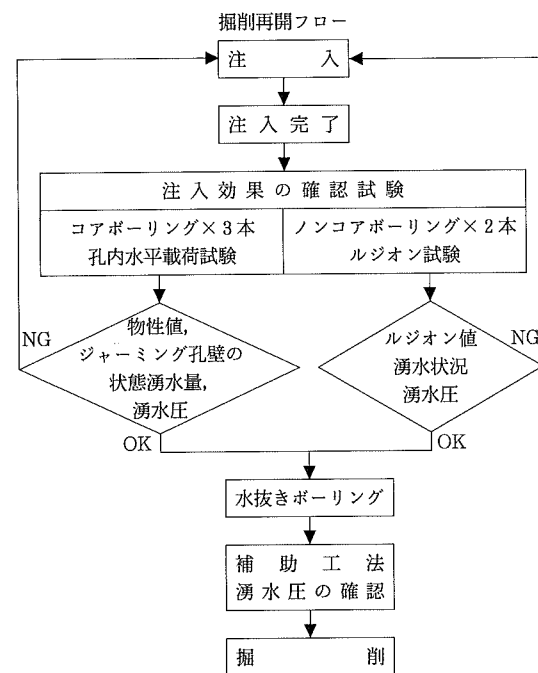 掘削再開フロー
注入
注入完了
注入効果の確認試験
コアボーリング×3本
孔内水平載荷試験
ノンコアボーリング×2本
ルジオン試験
NG
物性値,
ジャーミング孔壁の
状態湧水量,
湧水圧
OK
ルジオン値
湧水状況
湧水圧
NG
OK
水抜きボーリング
補助工法
湧水圧の確認
掘削